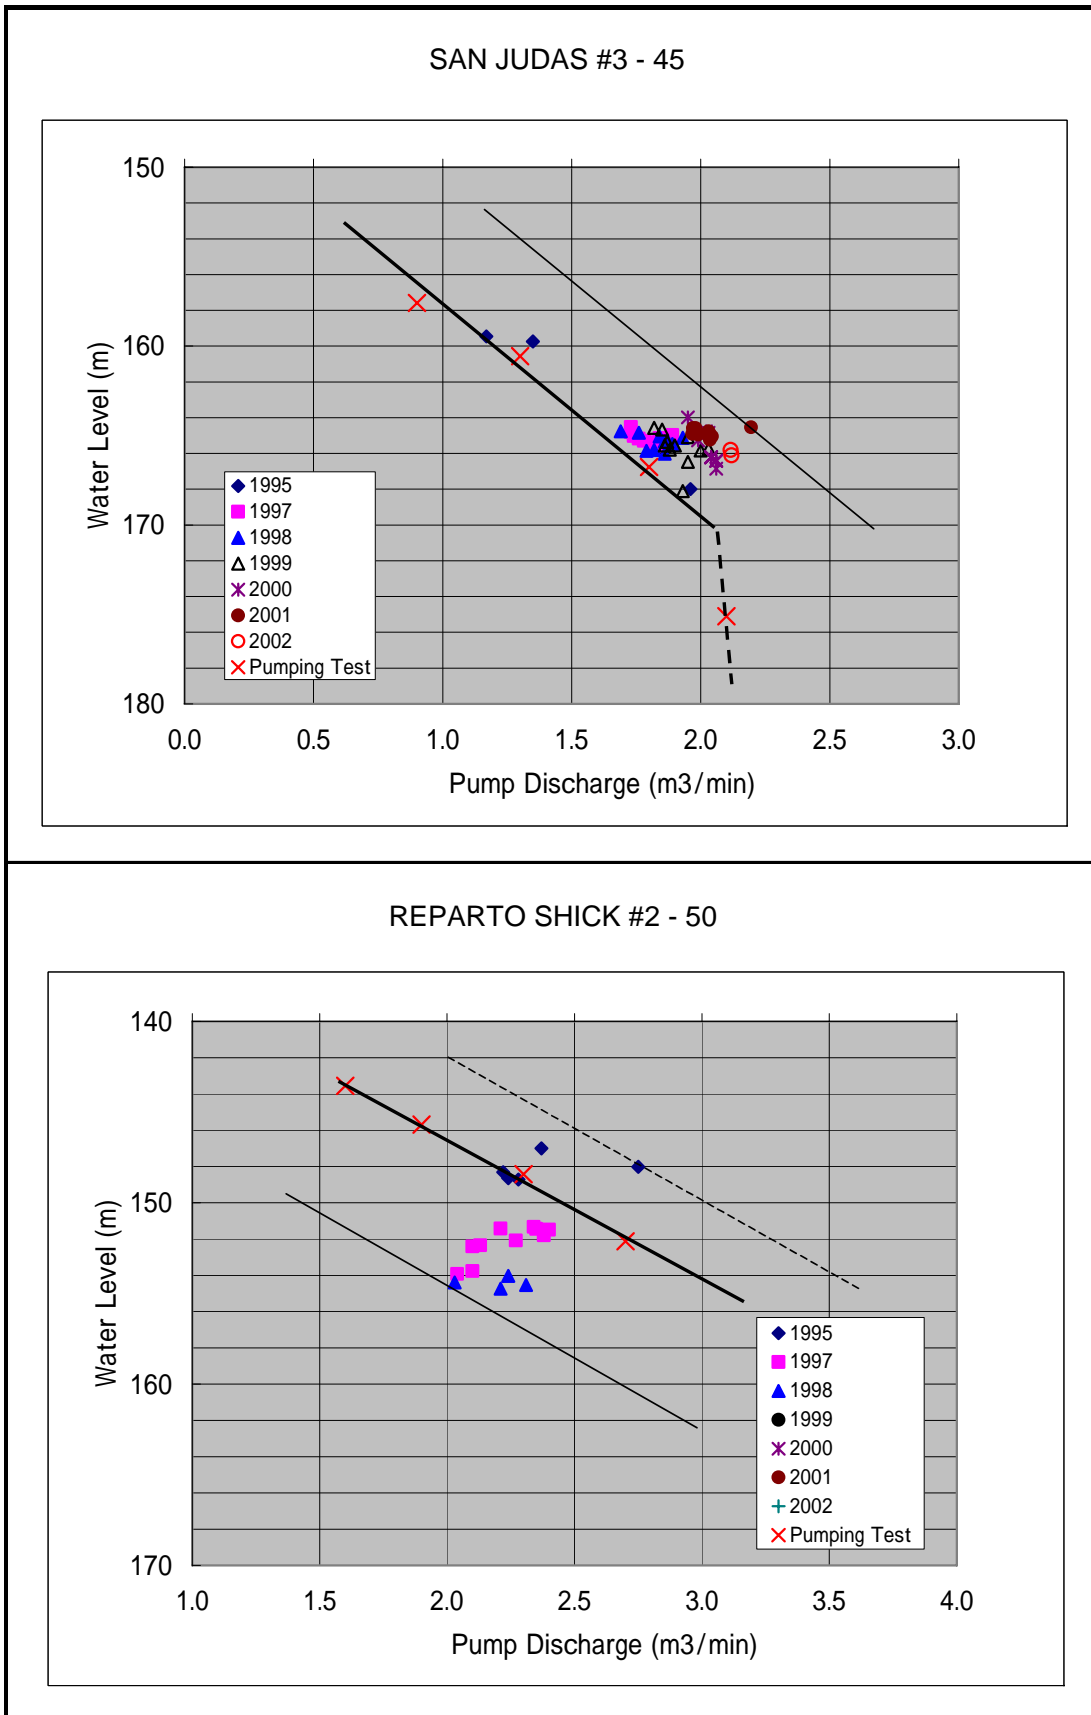 SAN JUDAS #3 - 45
150
160
170
180
Water Level (m)
1995
1997
1998
1999
2000
2001
2002
Pumping Test
0.0 0.5 1.0 1.5 2.0 2.5 3.0
Pump Discharge (m3/min)
REPARTO SHICK #2 - 50
140
150
160
170
Water Level (m)
1995
1997
1998
1999
2000
2001
2002
Pumping Test
1.0 1.5 2.0 2.5 3.0 3.5 4.0
Pump Discharge (m3/min)